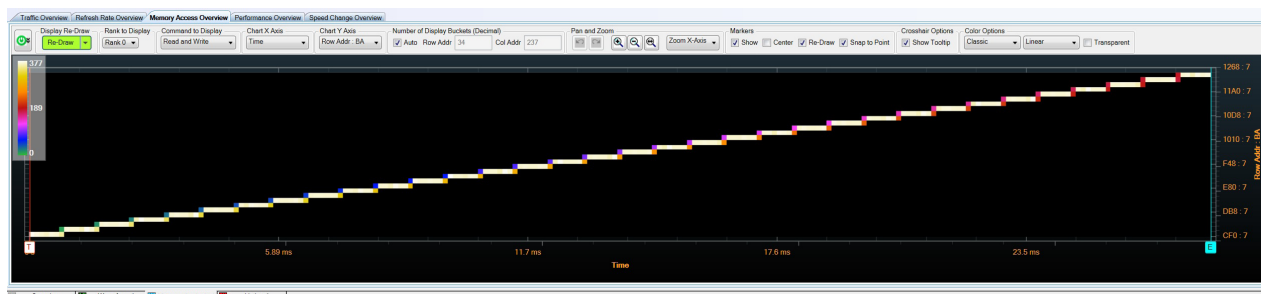 Traffic Overview Refresh Rate Overview Memory Access Overview Performance Overview Speed Change Overview
Display Re-Draw Rank to Display Command to Display Chart X Axis Chart Y Axis Number of Display Buckets (Decimal) Pan and Zoom Markers Crosshair Options Color Options
Re-Draw Rank 0 Read and Write Time Row Addr : BA Auto Row Addr 34 Col Addr 237 Zoom X-Axis Show Center Re-Draw Snap to Point Show Tooltip Classic Linear Transparent
377
189
0
1268 : 7
11A0 : 7
10D8 : 7
1010 : 7
F48 : 7
E80 : 7
DB8 : 7
CF0 : 7
Row Addr : BA
T
E
5.89 ms 11.7 ms 17.6 ms 23.5 ms
Time